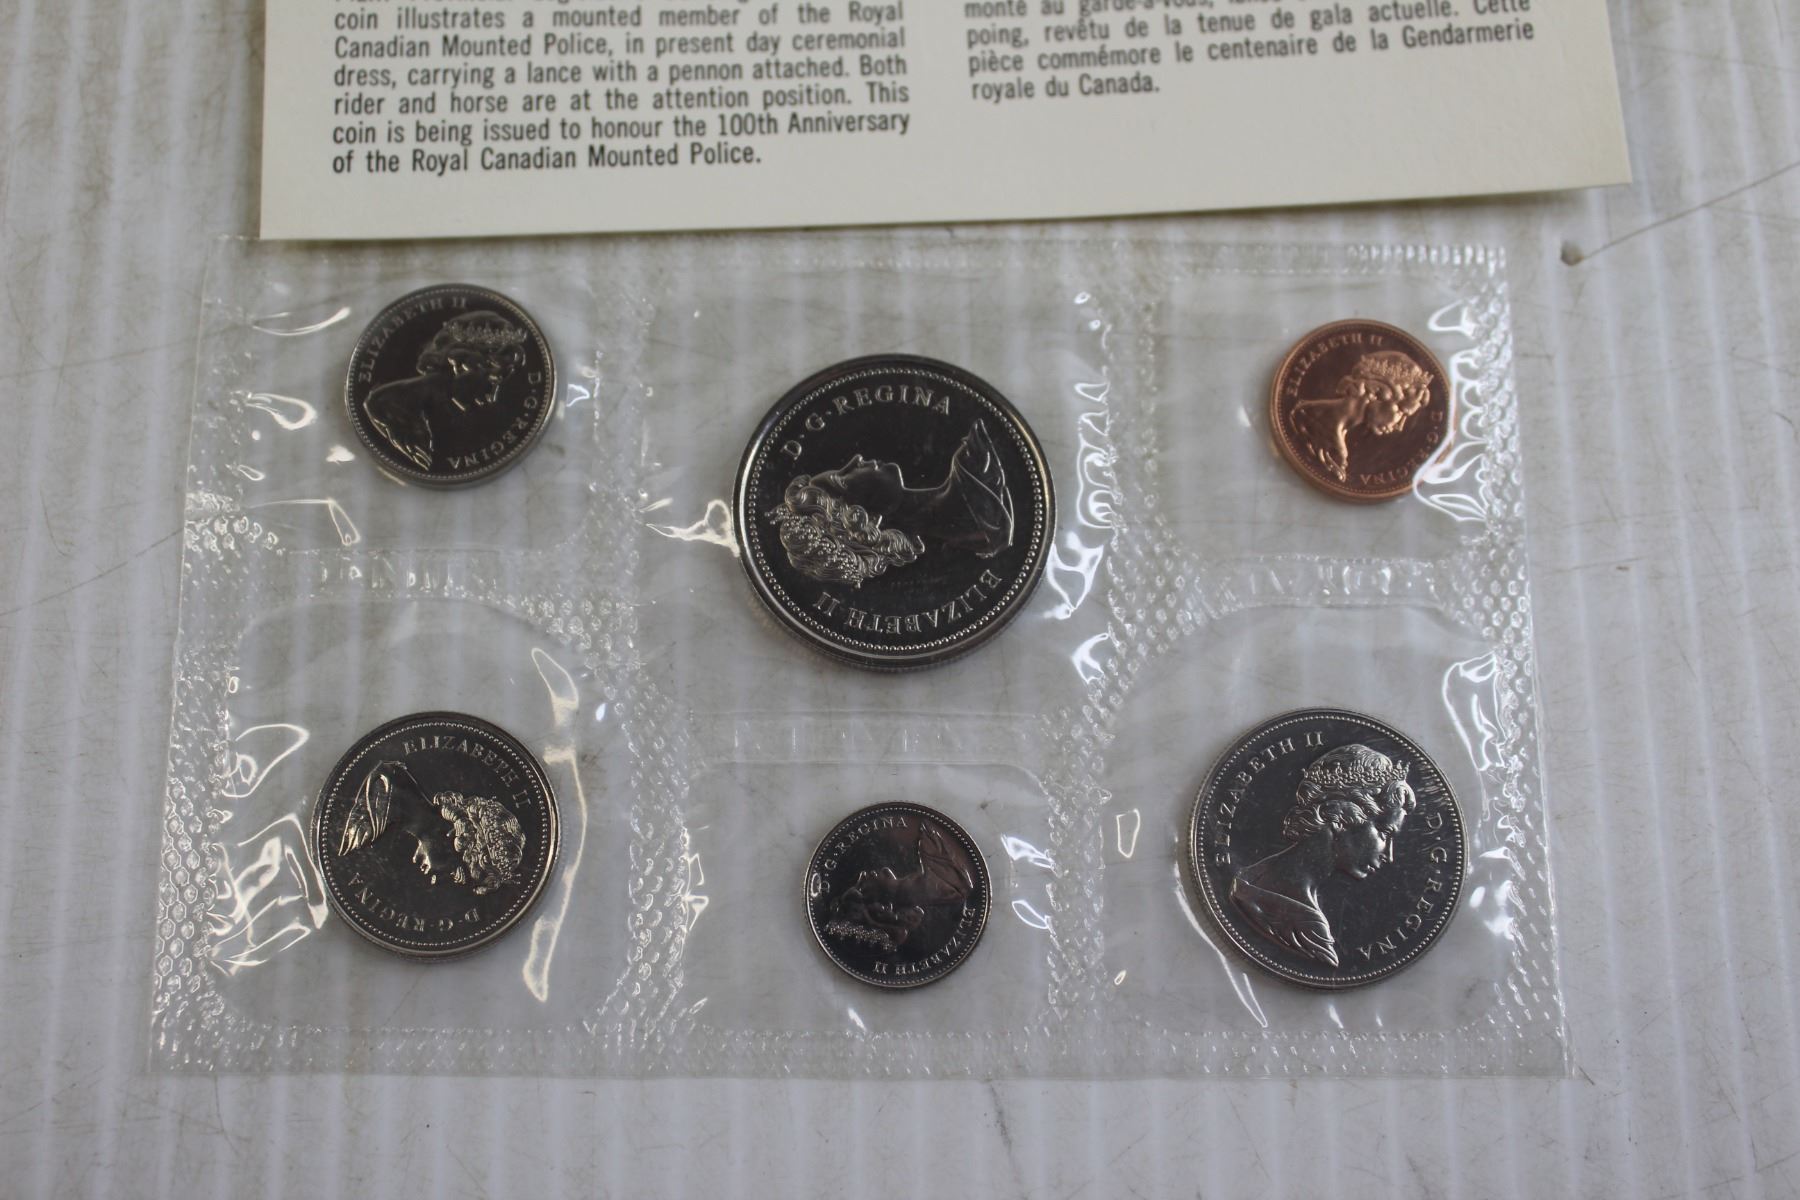 coin illustrates a mounted member of the Royal
Canadian Mounted Police, in present day ceremonial
dress, carrying a lance with a pennon attached. Both
rider and horse are at the attention position. This
coin is being issued to honour the 100th Anniversary
of the Royal Canadian Mounted Police.
monté au garde-à-vous,
poing, revêtu de la tenue de gala actuelle. Cette
pièce commémore le centenaire de la Gendarmerie
royale du Canada.
ELIZABETH II D·G·REGINA
D·G·REGINA ELIZABETH II
ELIZABETH II D·G·REGINA
ELIZABETH II D·G·REGINA
D·G·REGINA ELIZABETH II
ELIZABETH II D·G·REGINA